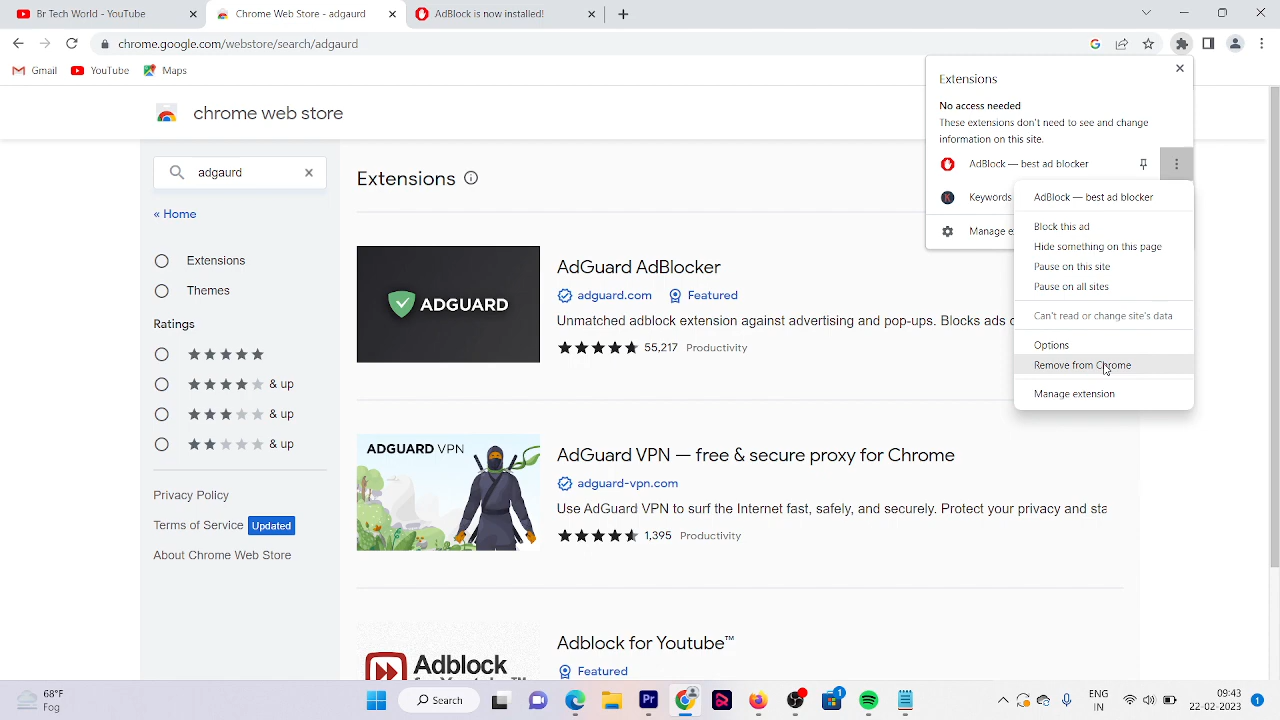 Br Tech World - YouTube
Chrome Web Store - adgaurd
AdBlock is now installed!
chrome.google.com/webstore/search/adgaurd
Gmail
YouTube
Maps
chrome web store
adgaurd
« Home
Extensions
Themes
Ratings
& up
& up
& up
Privacy Policy
Terms of Service Updated
About Chrome Web Store
Extensions
ADGUARD
AdGuard AdBlocker
adguard.com Featured
Unmatched adblock extension against advertising and pop-ups. Blocks ads
55,217 Productivity
ADGUARD VPN
AdGuard VPN — free & secure proxy for Chrome
adguard-vpn.com
Use AdGuard VPN to surf the Internet fast, safely, and securely. Protect your privacy and sta
1,395 Productivity
Adblock
Adblock for Youtube™
Featured
Extensions
No access needed
These extensions don't need to see and change
information on this site.
AdBlock — best ad blocker
Keywords
Manage e
AdBlock — best ad blocker
Block this ad
Hide something on this page
Pause on this site
Pause on all sites
Can't read or change site's data
Options
Remove from Chrome
Manage extension
68°F
Fog
Search
Pr
1
ENG
IN
09:43
22-02-2023
1